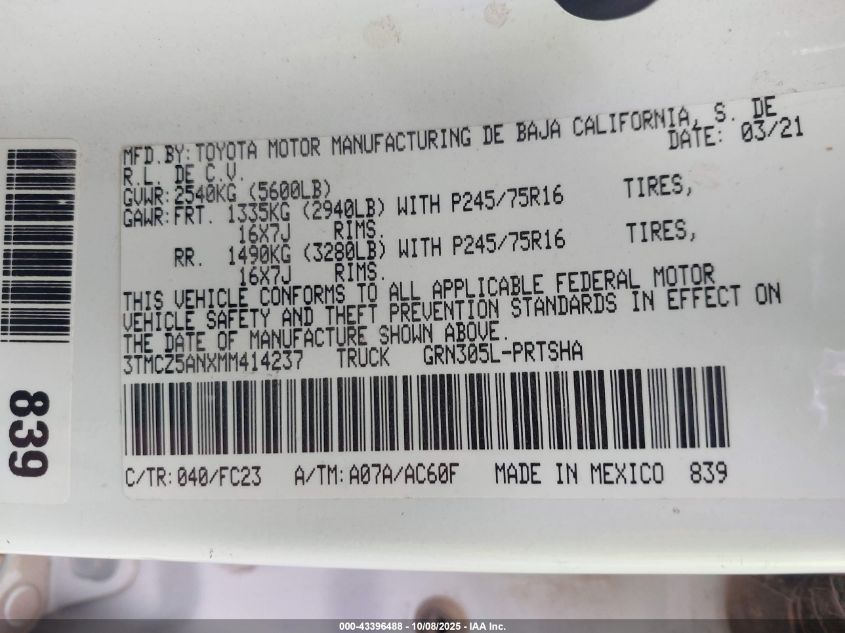 MFD.BY:TOYOTA MOTOR MANUFACTURING DE BAJA CALIFORNIA, S. DE
R.L. DE C.V. DATE: 03/21
GVWR:2540KG (5600LB)
GAWR:FRT. 1335KG (2940LB) WITH P245/75R16 TIRES,
16X7J RIMS.
RR. 1490KG (3280LB) WITH P245/75R16 TIRES,
16X7J RIMS.
THIS VEHICLE CONFORMS TO ALL APPLICABLE FEDERAL MOTOR
VEHICLE SAFETY AND THEFT PREVENTION STANDARDS IN EFFECT ON
THE DATE OF MANUFACTURE SHOWN ABOVE.
3TMCZ5ANXMM414237 TRUCK GRN305L-PRTSHA
C/TR:040/FC23 A/TM:A07A/AC60F MADE IN MEXICO 839
839
000-43396488 - 10/08/2025 - IAA Inc.